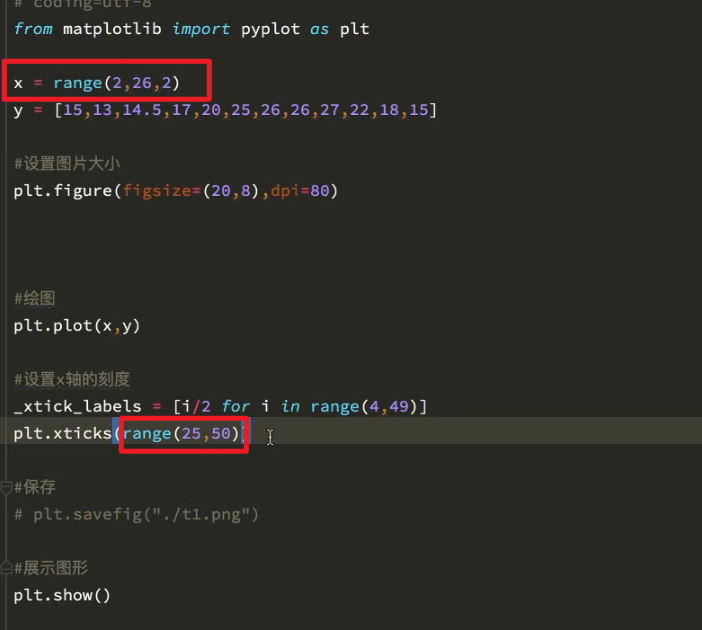 # coding=utf-8
from matplotlib import pyplot as plt
x = range(2,26,2)
y = [15,13,14.5,17,20,25,26,26,27,22,18,15]
#设置图片大小
plt.figure(figsize=(20,8),dpi=80)
#绘图
plt.plot(x,y)
#设置x轴的刻度
_xtick_labels = [i/2 for i in range(4,49)]
plt.xticks(range(25,50))
#保存
# plt.savefig("./t1.png")
#展示图形
plt.show()